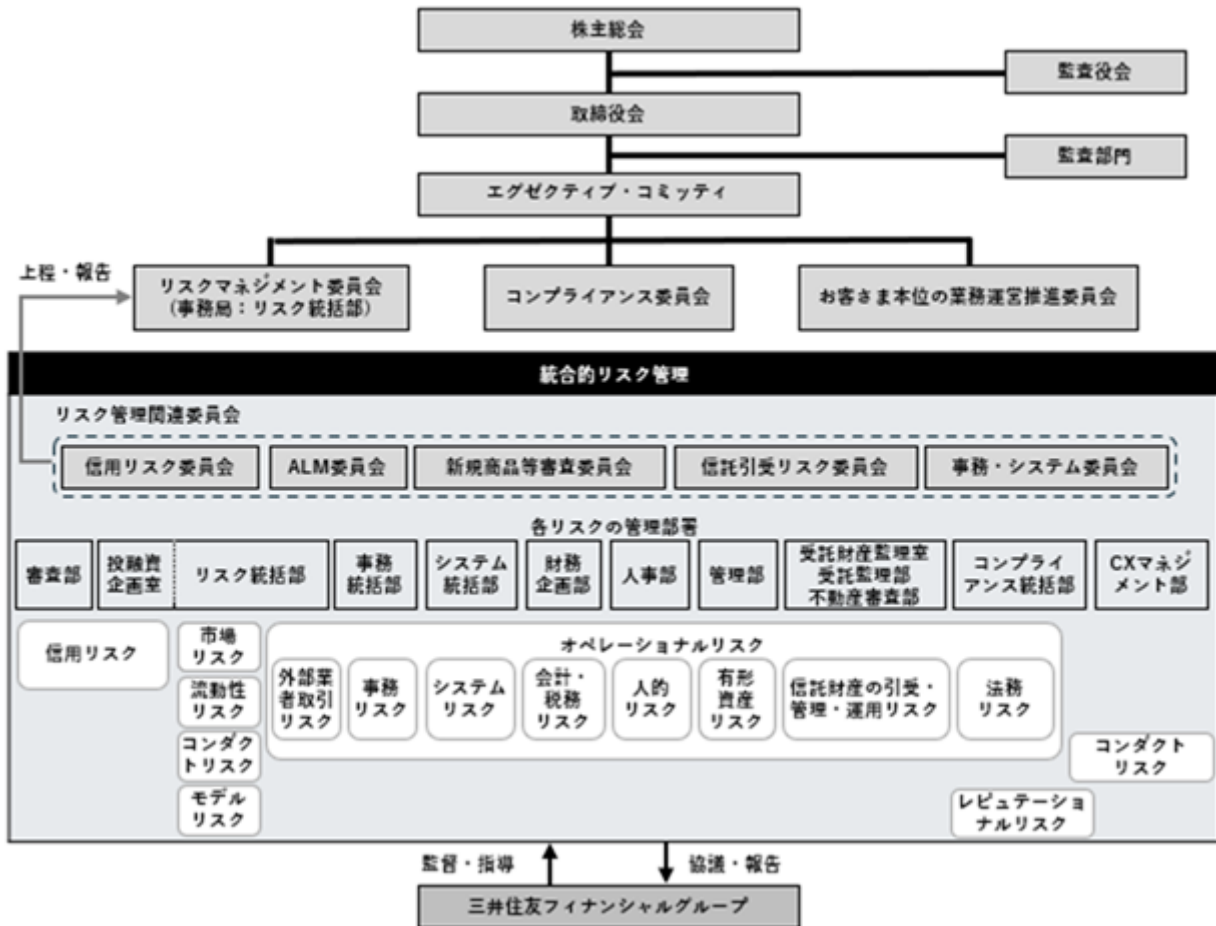 株主総会
監査役会
取締役会
監査部門
エグゼクティブ・コミッティ
上程・報告
リスクマネジメント委員会
(事務局：リスク統括部)
コンプライアンス委員会
お客さま本位の業務運営推進委員会
統合的リスク管理
リスク管理関連委員会
信用リスク委員会
ALM委員会
新規商品等審査委員会
信託引受リスク委員会
事務・システム委員会
各リスクの管理部署
審査部
投融資
企画室
リスク統括部
事務
統括部
システム
統括部
財務
企画部
人事部
管理部
受託財産監理室
受託監理部
不動産審査部
コンプライ
アンス統括部
CXマネジ
メント部
信用リスク
市場
リスク
流動性
リスク
コンダク
トリスク
モデル
リスク
オペレーショナルリスク
外部業
者取引
リスク
事務
リスク
システム
リスク
会計・
税務
リスク
人的
リスク
有形
資産
リスク
信託財産の引受・
管理・運用リスク
法務
リスク
コンダクト
リスク
レピュテーショ
ナルリスク
監督・指導
協議・報告
三井住友フィナンシャルグループ